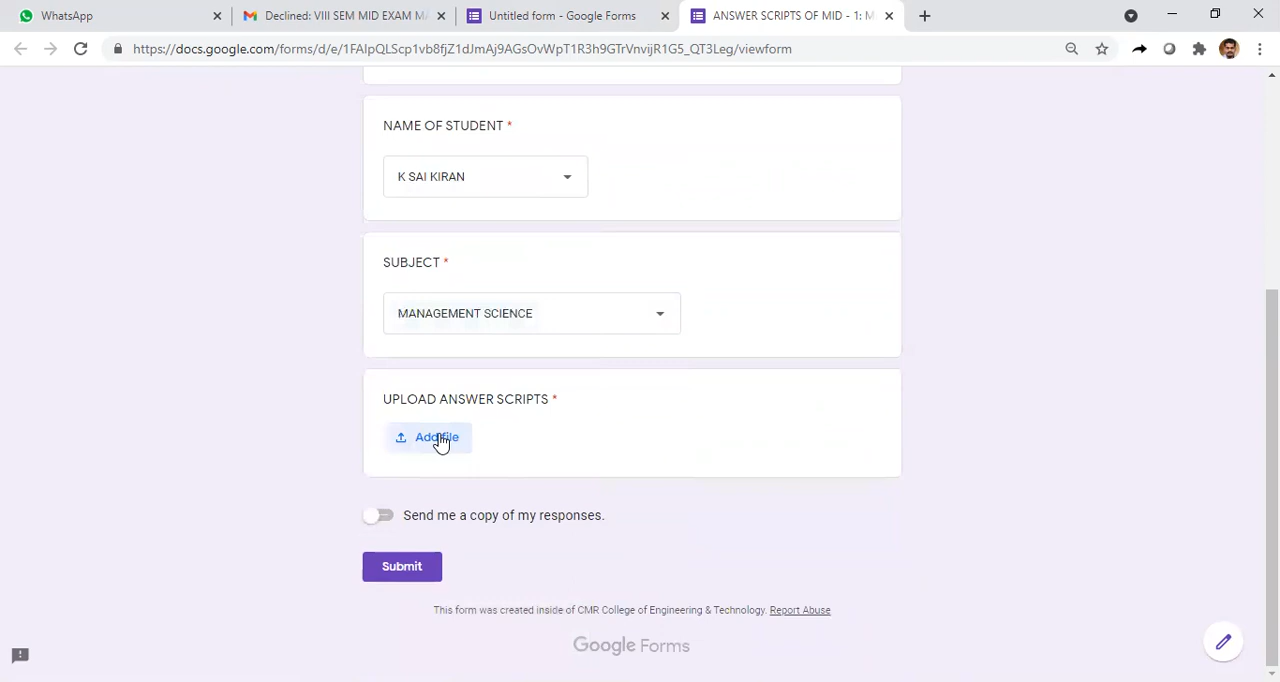 WhatsApp
Declined: VIII SEM MID EXAM MA
Untitled form - Google Forms
ANSWER SCRIPTS OF MID - 1: M
https://docs.google.com/forms/d/e/1FAIpQLScp1vb8fjZ1dJmAj9AGsOvWpT1R3h9GTrVnvijR1G5_QT3Leg/viewform
NAME OF STUDENT *
K SAI KIRAN
SUBJECT *
MANAGEMENT SCIENCE
UPLOAD ANSWER SCRIPTS *
Add file
Send me a copy of my responses.
Submit
This form was created inside of CMR College of Engineering & Technology. Report Abuse
Google Forms